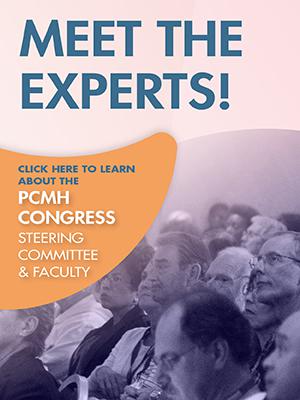 MEET THE
EXPERTS!
CLICK HERE TO LEARN
ABOUT THE
PCMH
CONGRESS
STEERING
COMMITTEE
& FACULTY